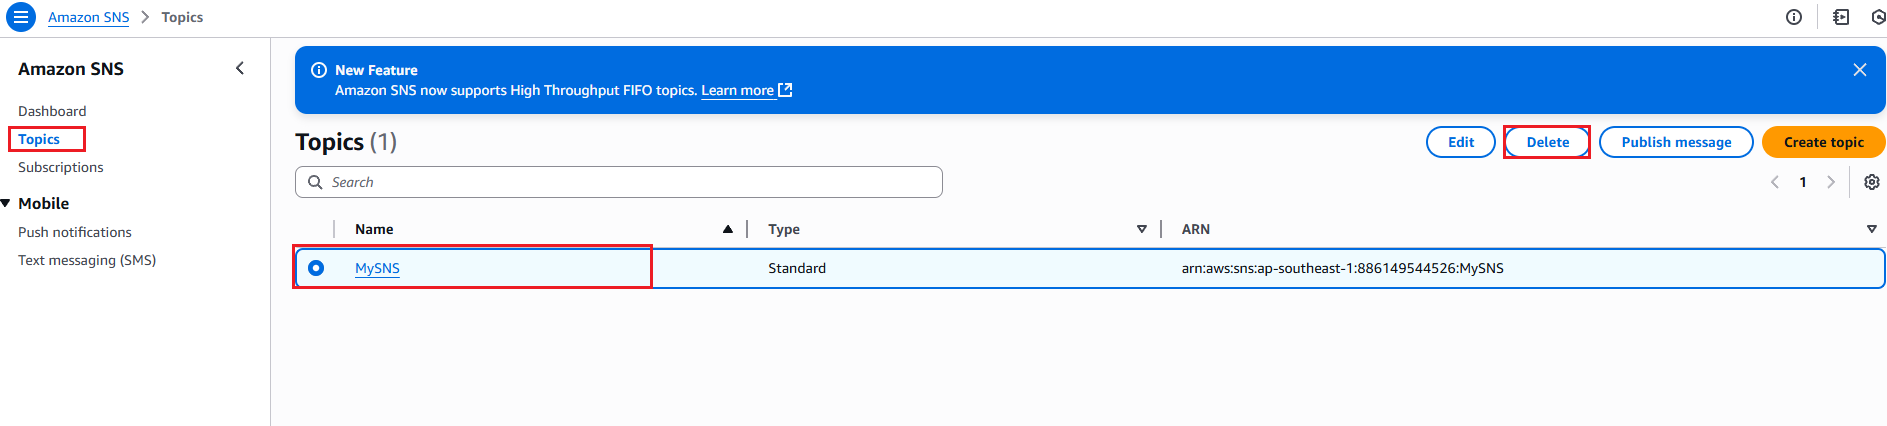 Amazon SNS > Topics
Amazon SNS
Dashboard
Topics
Subscriptions
Mobile
Push notifications
Text messaging (SMS)
New Feature
Amazon SNS now supports High Throughput FIFO topics. Learn more
Topics (1)
Edit Delete Publish message Create topic
Search
1
Name Type ARN
MySNS Standard arn:aws:sns:ap-southeast-1:886149544526:MySNS